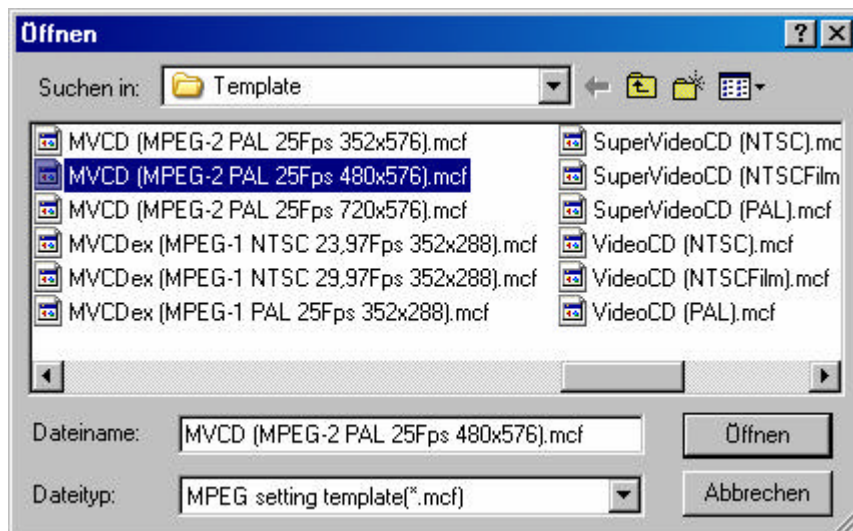 Öffnen
Suchen in: Template
MVCD (MPEG-2 PAL 25Fps 352x576).mcf
MVCD (MPEG-2 PAL 25Fps 480x576).mcf
MVCD (MPEG-2 PAL 25Fps 720x576).mcf
MVCDex (MPEG-1 NTSC 23,97Fps 352x288).mcf
MVCDex (MPEG-1 NTSC 29,97Fps 352x288).mcf
MVCDex (MPEG-1 PAL 25Fps 352x288).mcf
SuperVideoCD (NTSC).mc
SuperVideoCD (NTSCFilm
SuperVideoCD (PAL).mcf
VideoCD (NTSC).mcf
VideoCD (NTSCFilm).mcf
VideoCD (PAL).mcf
Dateiname: MVCD (MPEG-2 PAL 25Fps 480x576).mcf Öffnen
Dateityp: MPEG setting template(*.mcf) Abbrechen